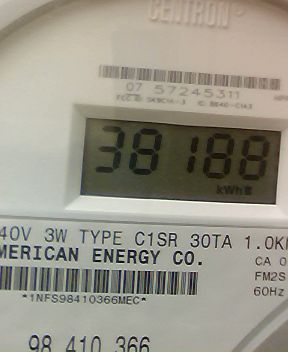 CENTRON®
07 57245311
38188
kWh
40V 3W TYPE C1SR 30TA 1.0K
MERICAN ENERGY CO.
CA 0
FM2S
60Hz
*1NFS98410366MEC*
98 410 366